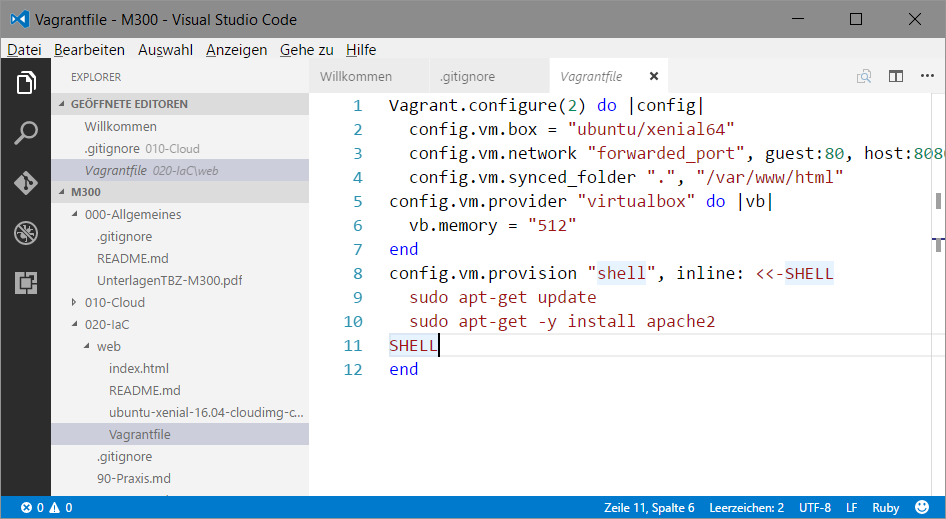 Vagrantfile - M300 - Visual Studio Code
Datei Bearbeiten Auswahl Anzeigen Gehe zu Hilfe
EXPLORER
GEÖFFNETE EDITOREN
Willkommen
.gitignore 010-Cloud
Vagrantfile 020-IaC\web
M300
000-Allgemeines
.gitignore
README.md
UnterlagenTBZ-M300.pdf
010-Cloud
020-IaC
web
index.html
README.md
ubuntu-xenial-16.04-cloudimg-c...
Vagrantfile
.gitignore
90-Praxis.md
Willkommen .gitignore Vagrantfile
1 Vagrant.configure(2) do |config|
2 config.vm.box = "ubuntu/xenial64"
3 config.vm.network "forwarded_port", guest:80, host:8080
4 config.vm.synced_folder ".", "/var/www/html"
5 config.vm.provider "virtualbox" do |vb|
6 vb.memory = "512"
7 end
8 config.vm.provision "shell", inline: <<-SHELL
9 sudo apt-get update
10 sudo apt-get -y install apache2
11 SHELL
12 end
0 0
Zeile 11, Spalte 6 Leerzeichen: 2 UTF-8 LF Ruby